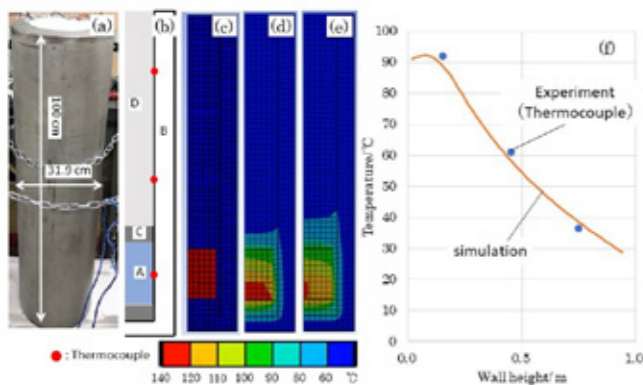 (a)
100 cm
31.9 cm
(b)
D
B
C
A
(c)
(d)
(e)
: Thermocouple
140 120 110 100 90 80 60 ℃
(f)
Temperature/℃
100
90
80
70
60
50
40
30
20
10
0
Experiment
(Thermocouple)
simulation
0.0 0.5 1.0
Wall height/m